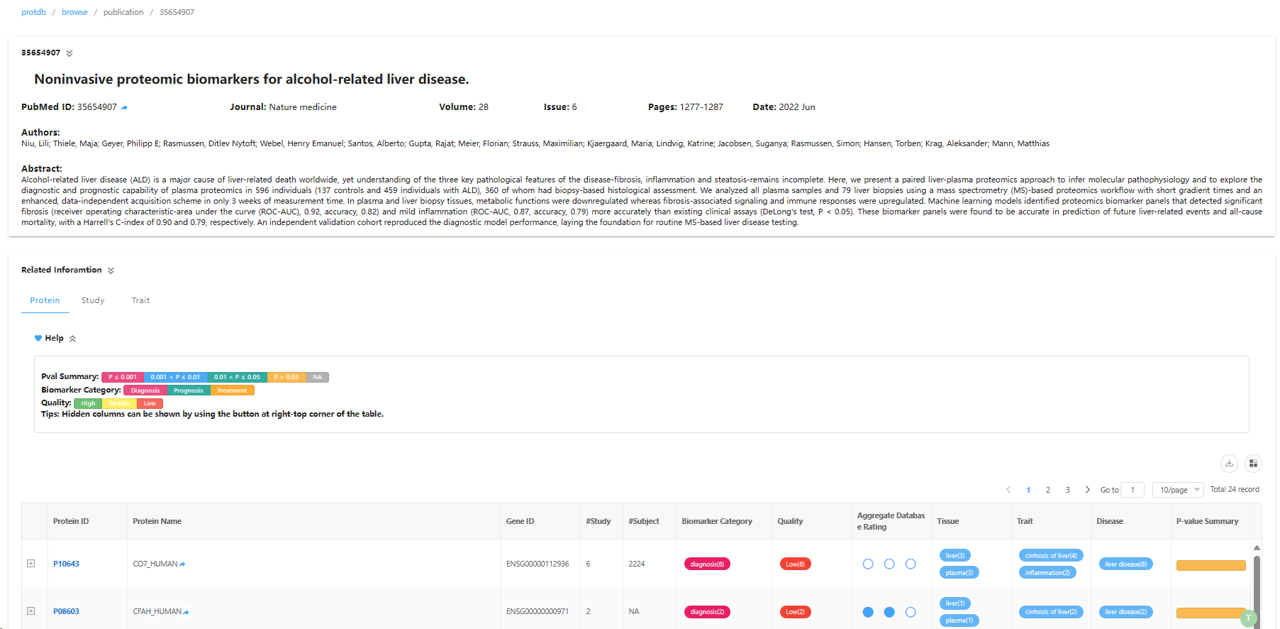 protdb / browse / publication / 35654907
35654907
Noninvasive proteomic biomarkers for alcohol-related liver disease.
PubMed ID: 35654907 Journal: Nature medicine Volume: 28 Issue: 6 Pages: 1277-1287 Date: 2022 Jun
Authors:
Niu, Lili; Thiele, Maja; Geyer, Philipp E; Rasmussen, Ditlev Nytoft; Webel, Henry Emanuel; Santos, Alberto; Gupta, Rajat; Meier, Florian; Strauss, Maximilian; Kjaergaard, Maria; Lindvig, Katrine; Jacobsen, Suganya; Rasmussen, Simon; Hansen, Torben; Krag, Aleksander; Mann, Matthias
Abstract:
Alcohol-related liver disease (ALD) is a major cause of liver-related death worldwide, yet understanding of the three key pathological features of the disease-fibrosis, inflammation and steatosis-remains incomplete. Here, we present a paired liver-plasma proteomics approach to infer molecular pathophysiology and to explore the
diagnostic and prognostic capability of plasma proteomics in 596 individuals (137 controls and 459 individuals with ALD), 360 of whom had biopsy-based histological assessment. We analyzed all plasma samples and 79 liver biopsies using a mass spectrometry (MS)-based proteomics workflow with short gradient times and an
enhanced, data-independent acquisition scheme in only 3 weeks of measurement time. In plasma and liver biopsy tissues, metabolic functions were downregulated whereas fibrosis-associated signaling and immune responses were upregulated. Machine learning models identified proteomics biomarker panels that detected significant
fibrosis (receiver operating characteristic-area under the curve (ROC-AUC), 0.92, accuracy, 0.82) and mild inflammation (ROC-AUC, 0.87, accuracy, 0.79) more accurately than existing clinical assays (DeLong's test, P < 0.05). These biomarker panels were found to be accurate in prediction of future liver-related events and all-cause
mortality, with a Harrell's C-index of 0.90 and 0.79, respectively. An independent validation cohort reproduced the diagnostic model performance, laying the foundation for routine MS-based liver disease testing.
Related Inforamtion
Protein Study Trait
Help
Pval Summary: P ≤ 0.001 0.001 < P ≤ 0.01 0.01 < P ≤ 0.05 P > 0.05 NA
Biomarker Category: Diagnosis Prognosis Treatment
Quality: High Low
Tips: Hidden columns can be shown by using the button at right-top corner of the table.
1 2 3 Go to 1 10/page Total 24 record
Protein ID Protein Name Gene ID #Study #Subject Biomarker Category Quality Aggregate Databas Tissue Trait Disease P-value Summary
e Rating
P10643 CO7_HUMAN ENSG00000112936 6 2224 diagnosis(6) Low(6) liver(3) cirrhosis of liver(4) liver disease(6)
plasma(3) inflammation(2)
P08603 CFAH_HUMAN ENSG00000000971 2 NA diagnosis(2) Low(2) liver(1) cirrhosis of liver(2) liver disease(2)
plasma(1)
T